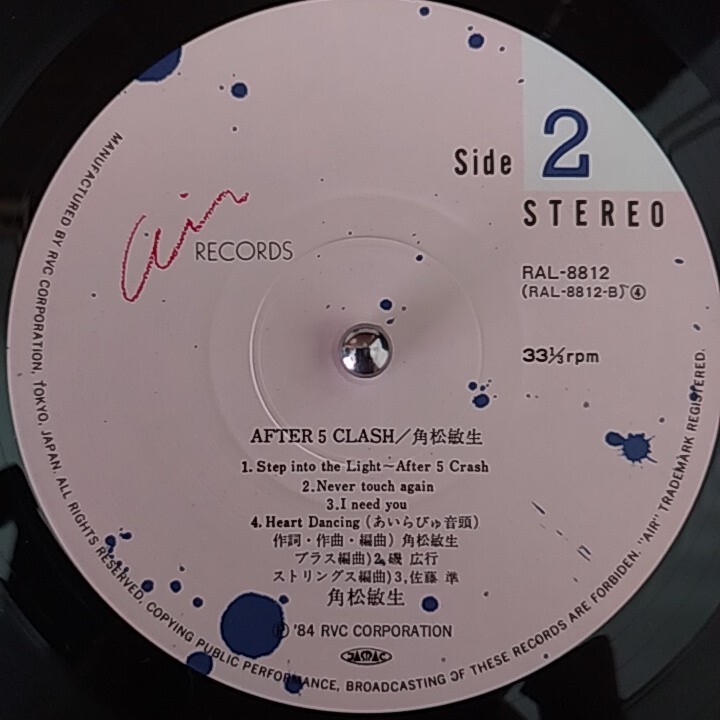 Side 2
STEREO
Air RECORDS
RAL-8812
(RAL-8812-B) ④
33⅓rpm
AFTER 5 CLASH/角松敏生
1. Step into the Light~After 5 Crash
2. Never touch again
3. I need you
4. Heart Dancing (あいらびゅ音頭)
作詞・作曲・編曲) 角松敏生
ブラス編曲) 2, 磯 広行
ストリングス編曲) 3, 佐藤 準
角松敏生
Ⓟ '84 RVC CORPORATION
JASRAC
MANUFACTURED BY RVC CORPORATION, TOKYO, JAPAN. ALL RIGHTS RESERVED, COPYING PUBLIC PERFORMANCE, BROADCASTING OF THESE RECORDS ARE FORBIDDEN. "AIR" TRADEMARK REGISTERED.